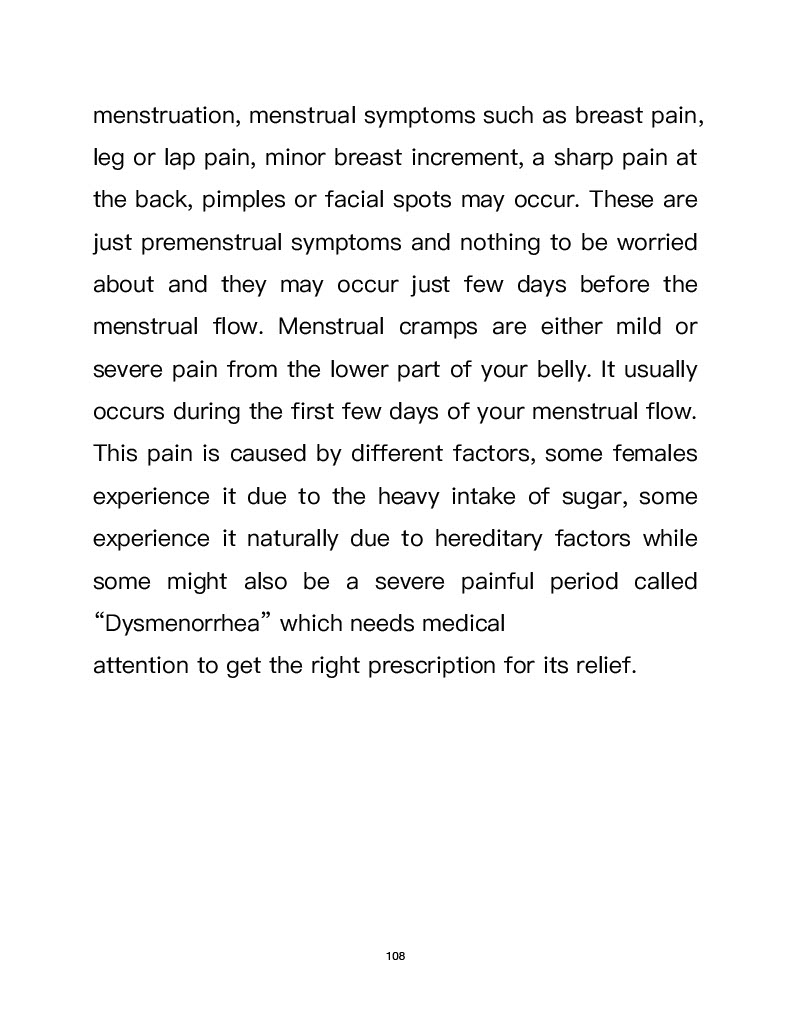 menstruation, menstrual symptoms such as breast pain,
leg or lap pain, minor breast increment, a sharp pain at
the back, pimples or facial spots may occur. These are
just premenstrual symptoms and nothing to be worried
about and they may occur just few days before the
menstrual flow. Menstrual cramps are either mild or
severe pain from the lower part of your belly. It usually
occurs during the first few days of your menstrual flow.
This pain is caused by different factors, some females
experience it due to the heavy intake of sugar, some
experience it naturally due to hereditary factors while
some might also be a severe painful period called
“Dysmenorrhea” which needs medical
attention to get the right prescription for its relief.
108